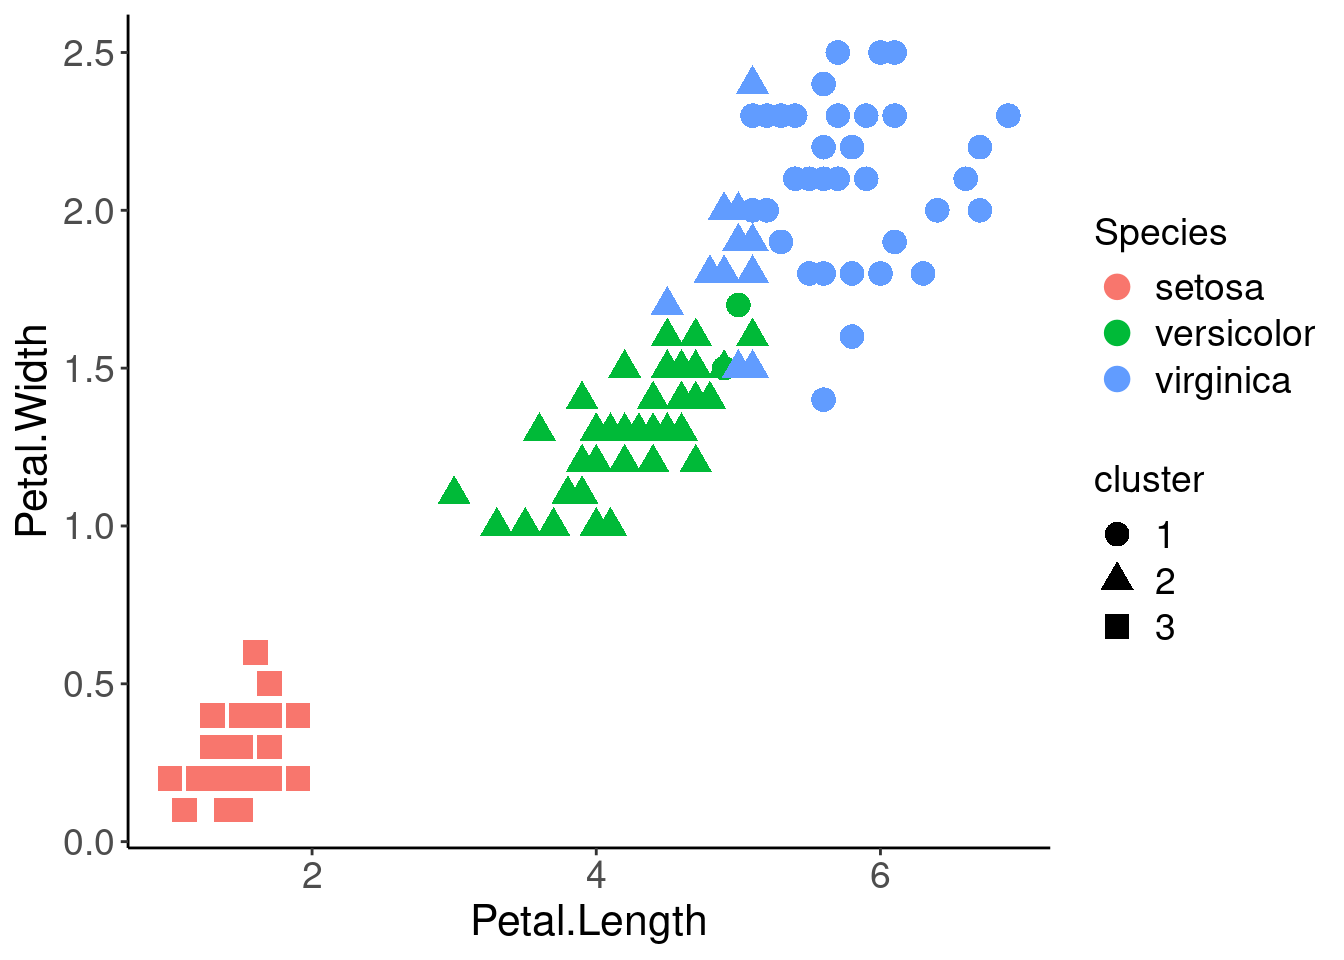 2.5
2.0
1.5
1.0
0.5
0.0
Petal.Width
2 4 6
Petal.Length
Species
setosa
versicolor
virginica
cluster
1
2
3